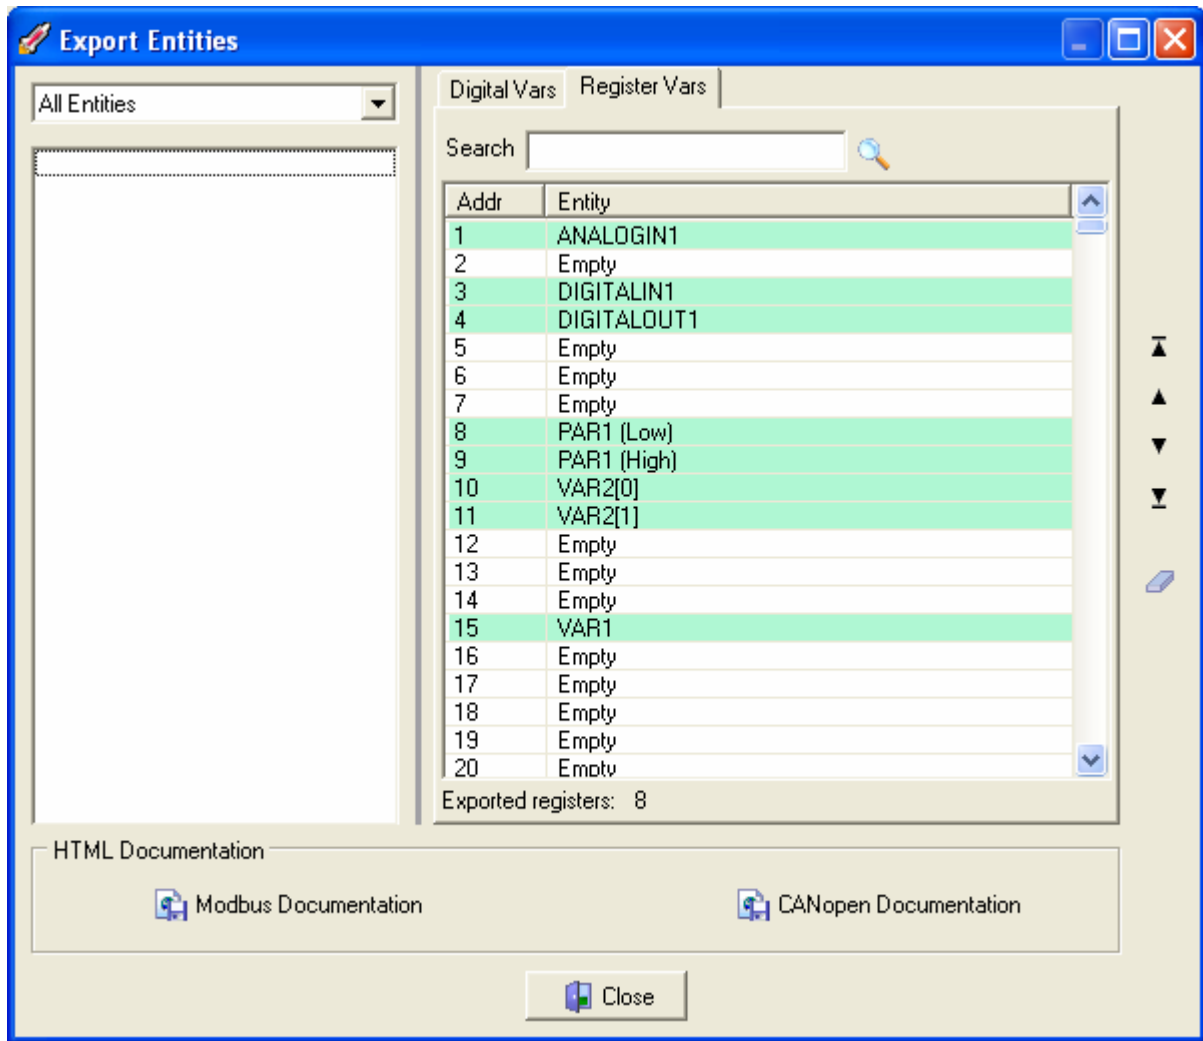 Export Entities
All Entities
Digital Vars Register Vars
Search
Addr Entity
1 ANALOGIN1
2 Empty
3 DIGITALIN1
4 DIGITALOUT1
5 Empty
6 Empty
7 Empty
8 PAR1 (Low)
9 PAR1 (High)
10 VAR2[0]
11 VAR2[1]
12 Empty
13 Empty
14 Empty
15 VAR1
16 Empty
17 Empty
18 Empty
19 Empty
20 Empty
Exported registers: 8
HTML Documentation
Modbus Documentation CANopen Documentation
Close